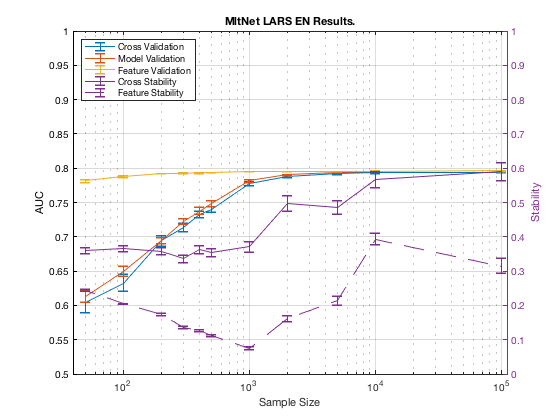 MltNet LARS EN Results.
Cross Validation
Model Validation
Feature Validation
Cross Stability
Feature Stability
1
0.95
0.9
0.85
0.8
0.75
0.7
0.65
0.6
0.55
0.5
AUC
10^2
10^3
10^4
10^5
Sample Size
1
0.9
0.8
0.7
0.6
0.5
0.4
0.3
0.2
0.1
0
Stability